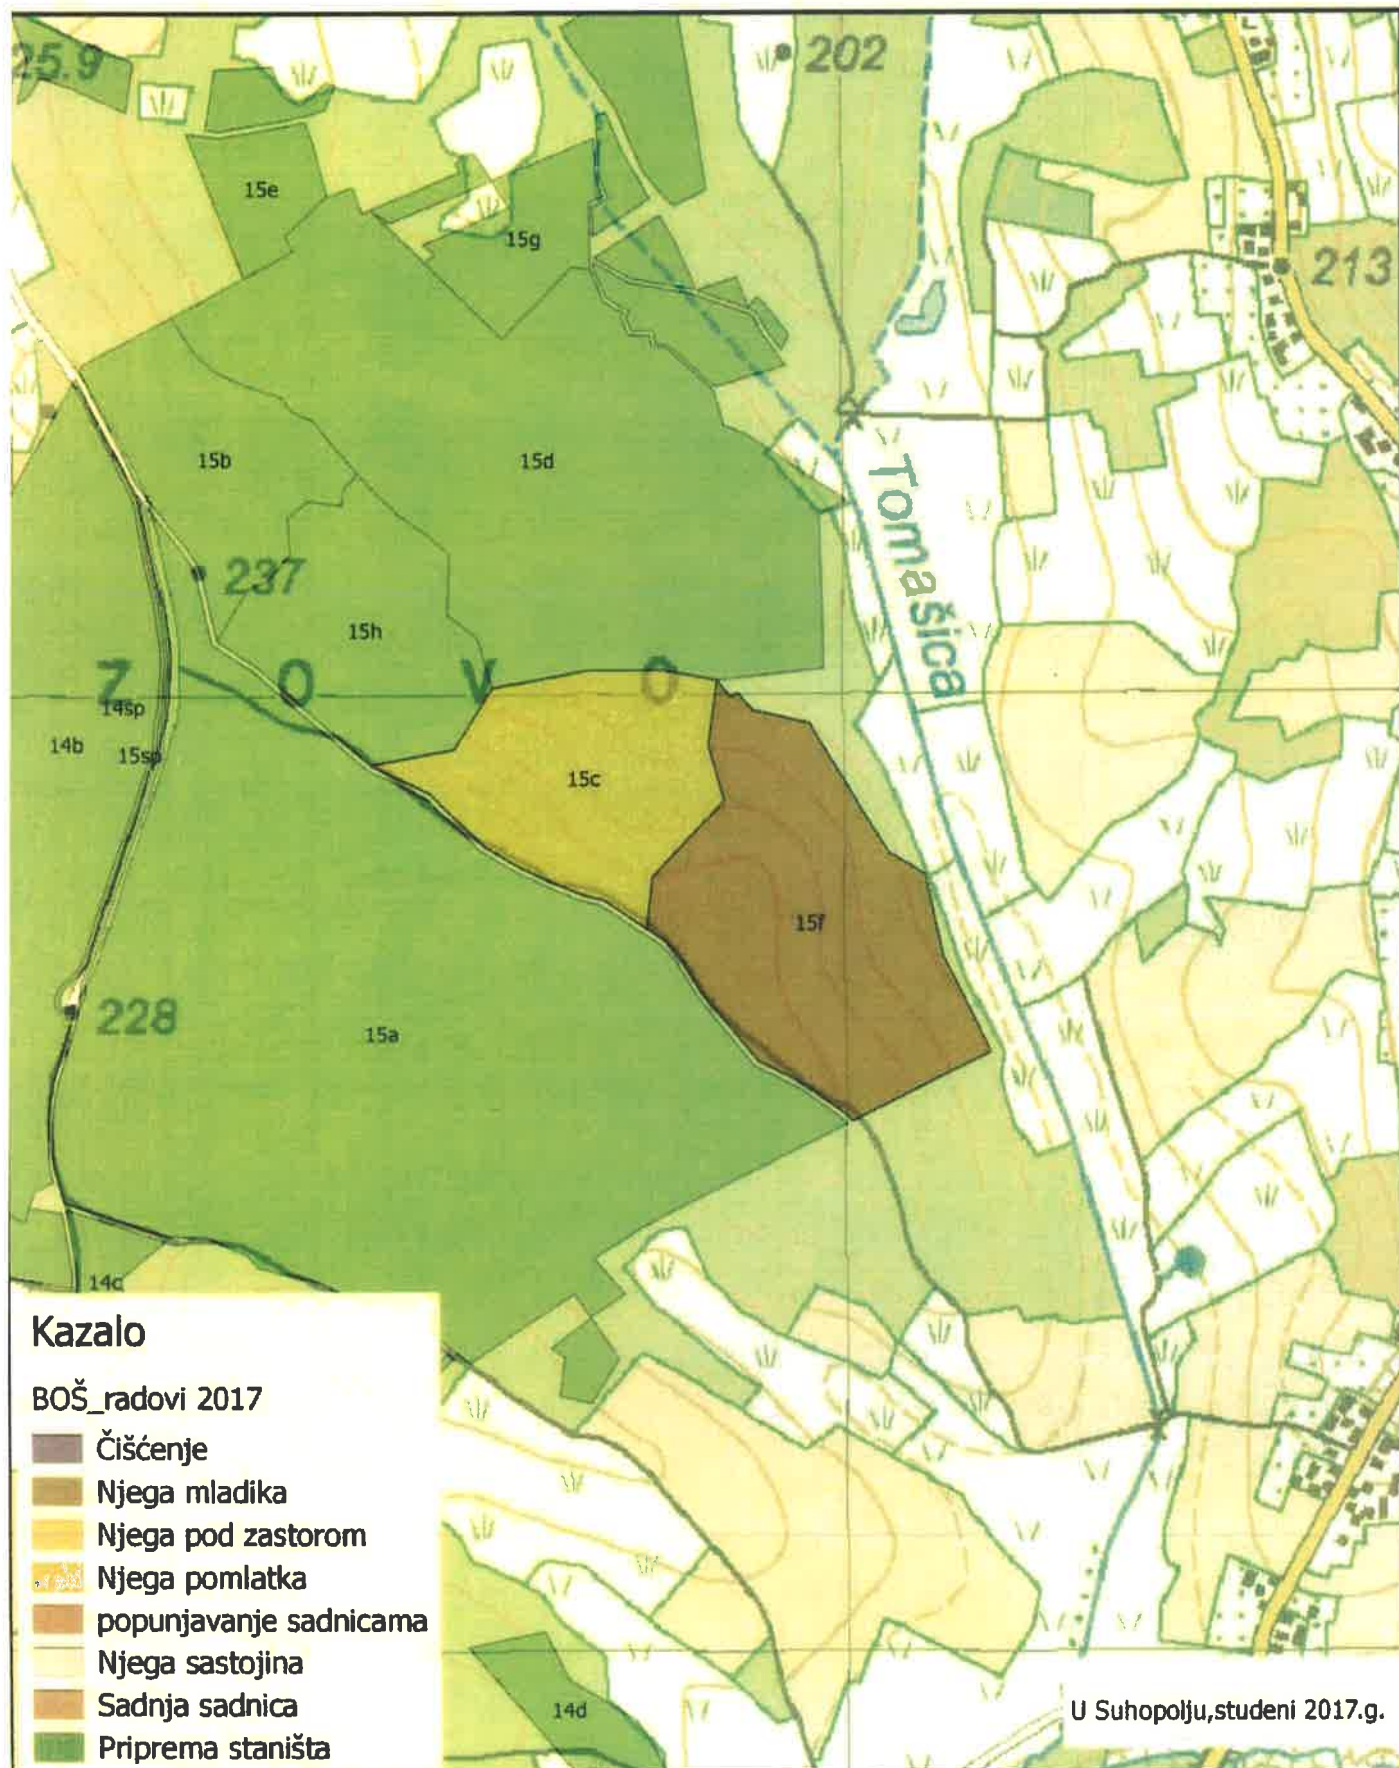 25.9
202
15e
15g
213
15b
15d
Tomašica
237
15h
Z O V O
14sp
14b
15sp
15c
15f
228
15a
14c
Kazalo
BOŠ_radovi 2017
Čišćenje
Njega mladika
Njega pod zastorom
Njega pomlatka
popunjavanje sadnicama
Njega sastojina
Sadnja sadnica
Priprema staništa
14d
U Suhopolju,studeni 2017.g.